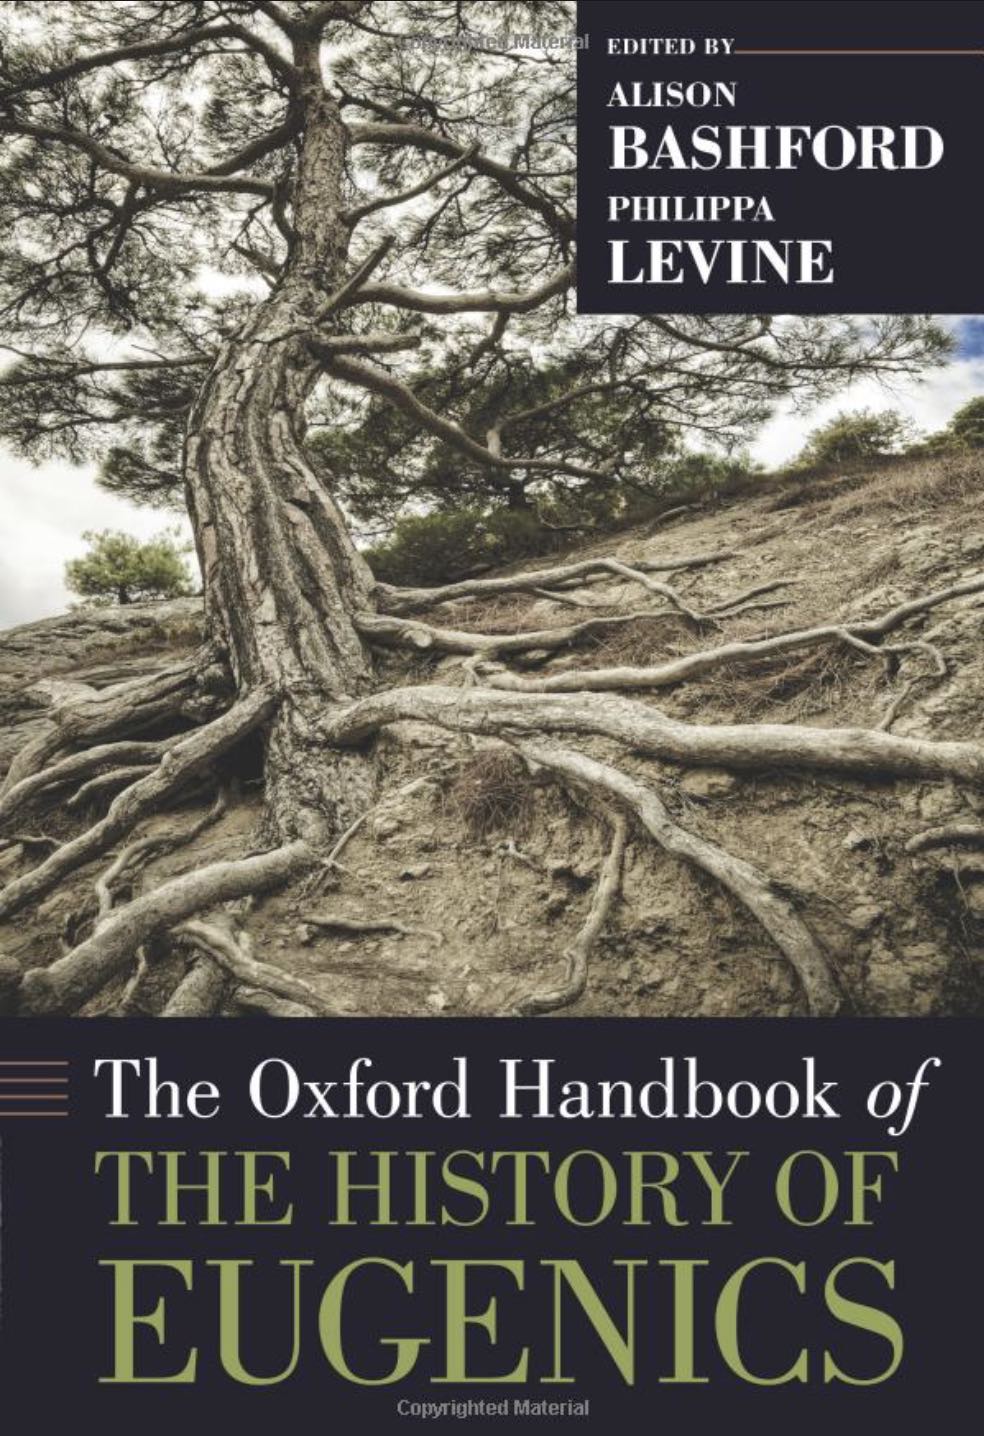 Copyrighted Material
EDITED BY
ALISON
BASHFORD
PHILIPPA
LEVINE
The Oxford Handbook of
THE HISTORY OF
EUGENICS
Copyrighted Material